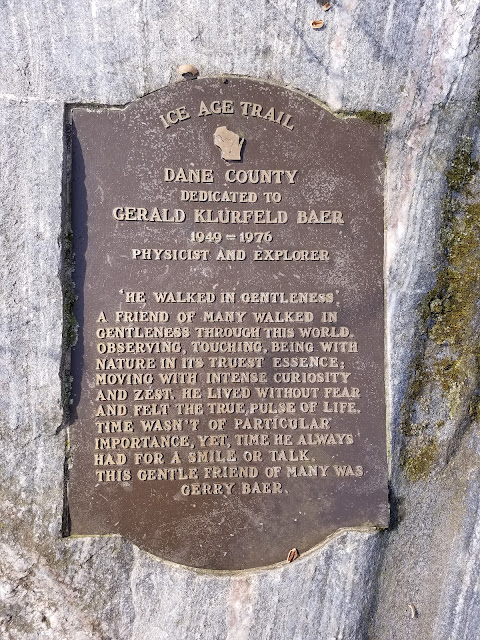 ICE AGE TRAIL
DANE COUNTY
DEDICATED TO
GERALD KLURFELD BAER
1949 = 1976
PHYSICIST AND EXPLORER
'HE WALKED IN GENTLENESS'
A FRIEND OF MANY WALKED IN
GENTLENESS THROUGH THIS WORLD.
OBSERVING, TOUCHING, BEING WITH
NATURE IN ITS TRUEST ESSENCE;
MOVING WITH INTENSE CURIOSITY
AND ZEST. HE LIVED WITHOUT FEAR
AND FELT THE TRUE PULSE OF LIFE.
TIME WASN'T OF PARTICULAR
IMPORTANCE, YET, TIME HE ALWAYS
HAD FOR A SMILE OR TALK.
THIS GENTLE FRIEND OF MANY WAS
GERRY BAER.